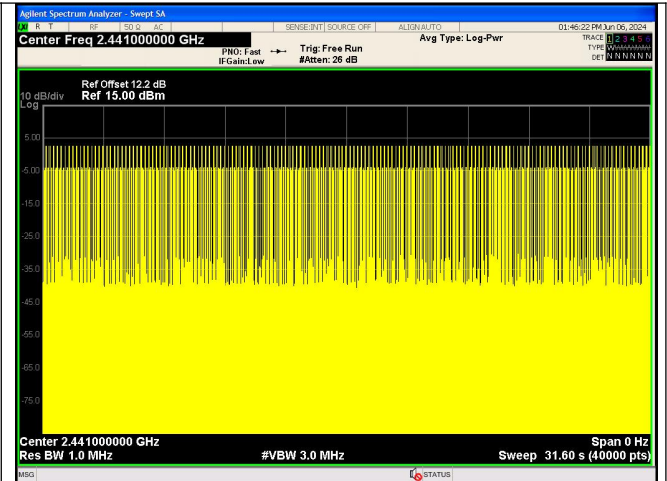 Agilent Spectrum Analyzer - Swept SA
R T RF 50 Ω AC SENSE:INT SOURCE OFF ALIGN AUTO 01:46:22 PM Jun 06, 2024
Center Freq 2.441000000 GHz Avg Type: Log-Pwr TRACE 1 2 3 4 5 6
PNO: Fast Trig: Free Run TYPE
IFGain:Low #Atten: 26 dB DET N N N N N N
Ref Offset 12.2 dB
10 dB/div Ref 15.00 dBm
Log
5.00
-5.00
-15.0
-25.0
-35.0
-45.0
-55.0
-65.0
-75.0
Center 2.441000000 GHz Span 0 Hz
Res BW 1.0 MHz #VBW 3.0 MHz Sweep 31.60 s (40000 pts)
MSG STATUS